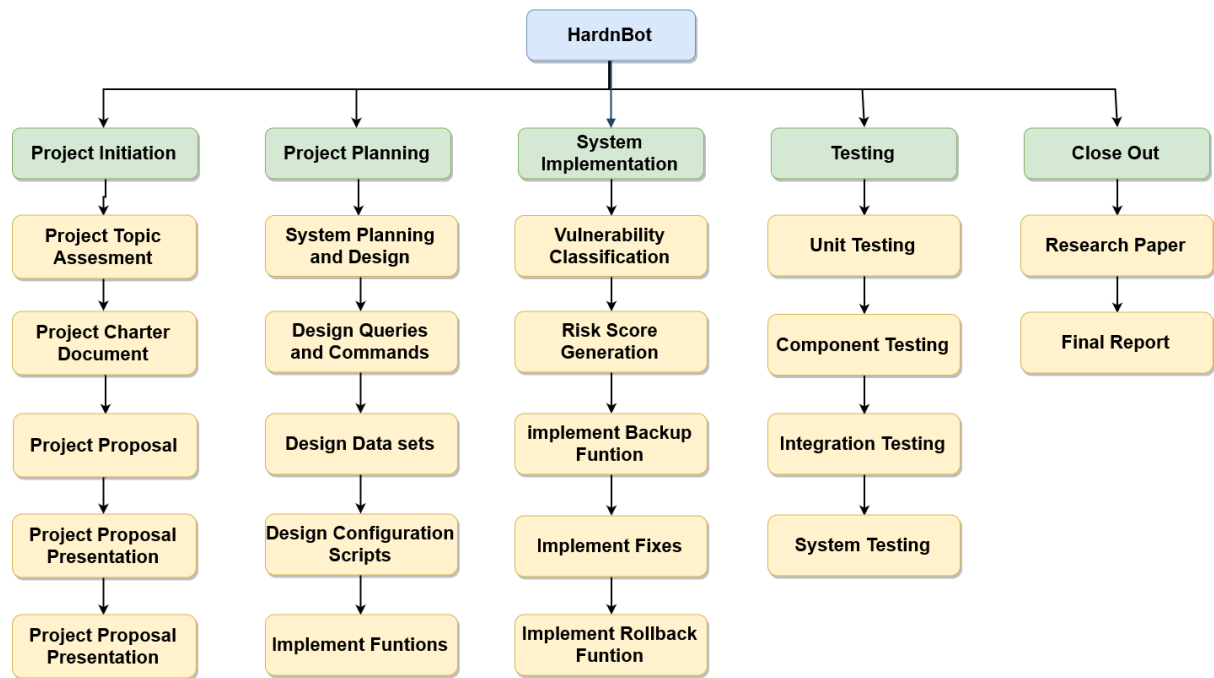 HardnBot
Project Initiation
Project Topic
Assesment
Project Charter
Document
Project Proposal
Project Proposal
Presentation
Project Proposal
Presentation
Project Planning
System Planning
and Design
Design Queries
and Commands
Design Data sets
Design Configuration
Scripts
Implement Funtions
System
Implementation
Vulnerability
Classification
Risk Score
Generation
implement Backup
Funtion
Implement Fixes
Implement Rollback
Funtion
Testing
Unit Testing
Component Testing
Integration Testing
System Testing
Close Out
Research Paper
Final Report